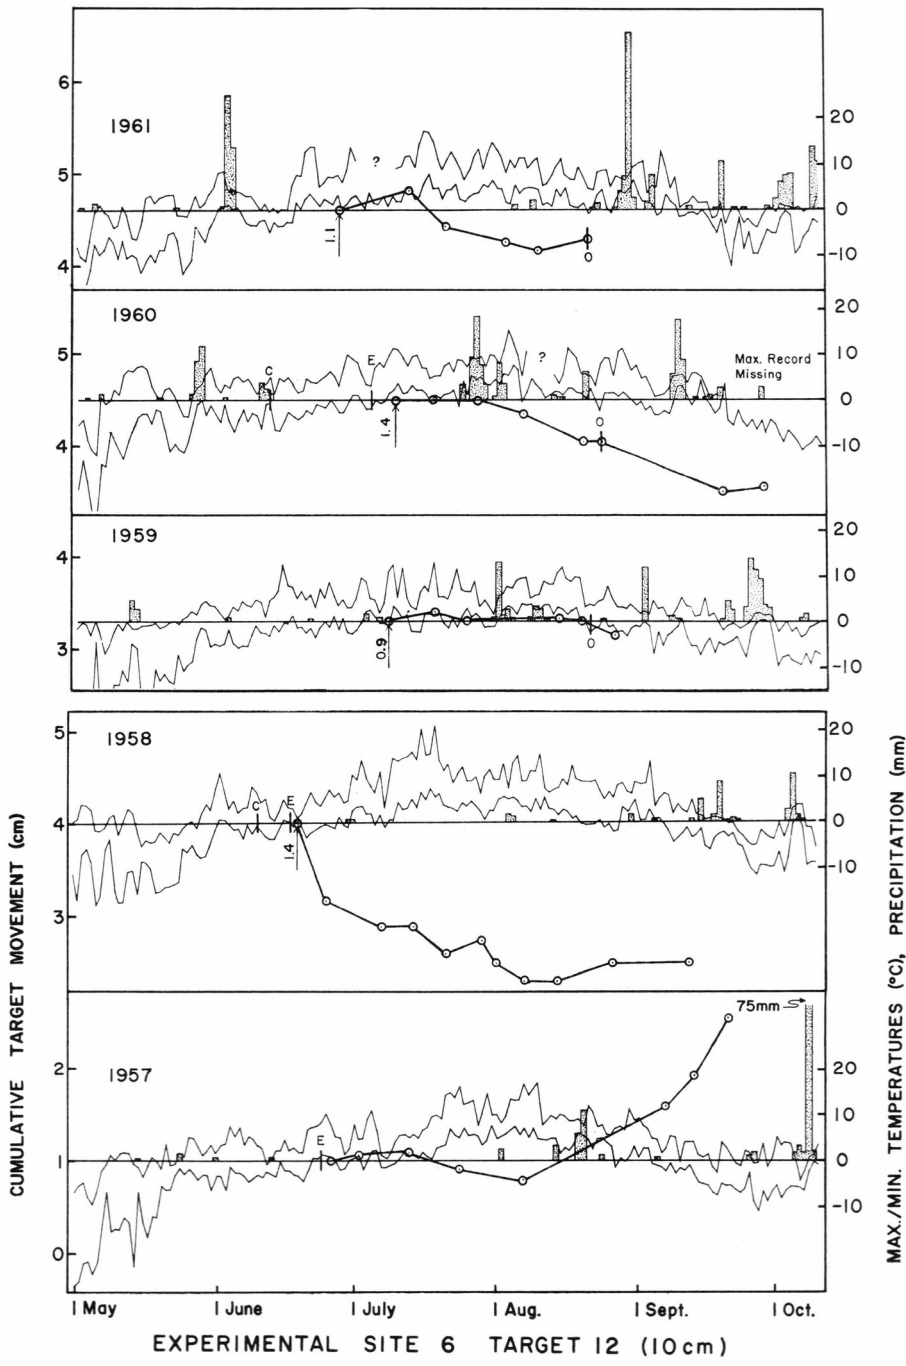 1961
6
5
4
20
10
0
-10
?
1.1
0
1960
5
4
20
10
0
-10
C
E
?
Max. Record
Missing
1.4
0
1959
4
3
20
10
0
-10
0.9
0
1958
5
4
3
20
10
0
-10
C
E
1.4
1957
2
1
0
20
10
0
-10
E
75mm
1 May
1 June
1 July
1 Aug.
1 Sept.
1 Oct.
CUMULATIVE TARGET MOVEMENT (cm)
MAX./MIN. TEMPERATURES (°C), PRECIPITATION (mm)
EXPERIMENTAL SITE 6 TARGET 12 (10cm)